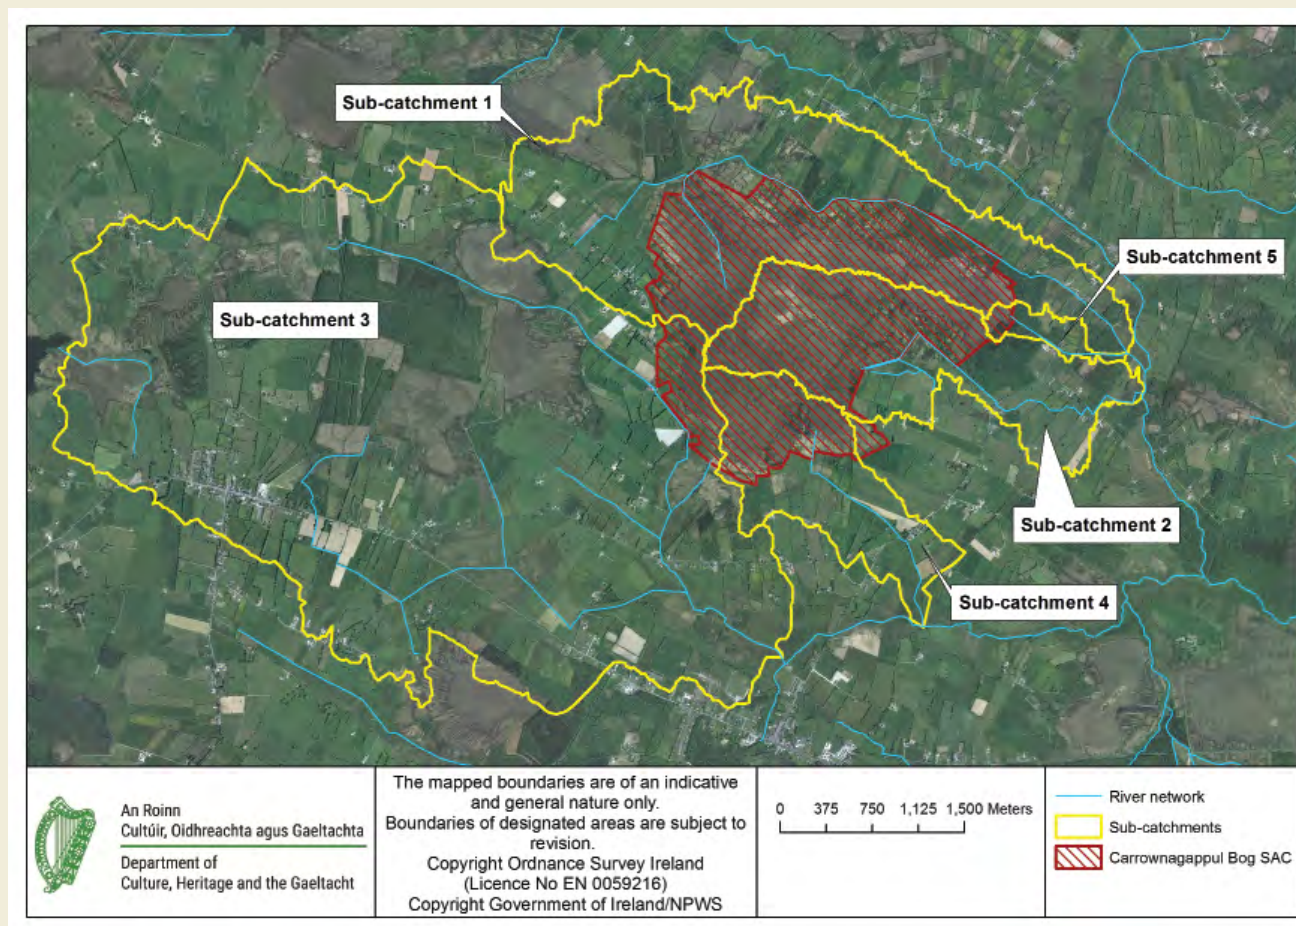 Sub-catchment 1
Sub-catchment 5
Sub-catchment 3
Sub-catchment 2
Sub-catchment 4
An Roinn
Cultúir, Oidhreachta agus Gaeltachta
Department of
Culture, Heritage and the Gaeltacht
The mapped boundaries are of an indicative
and general nature only.
Boundaries of designated areas are subject to
revision.
Copyright Ordnance Survey Ireland
(Licence No EN 0059216)
Copyright Government of Ireland/NPWS
0 375 750 1,125 1,500 Meters
River network
Sub-catchments
Carrownagappul Bog SAC